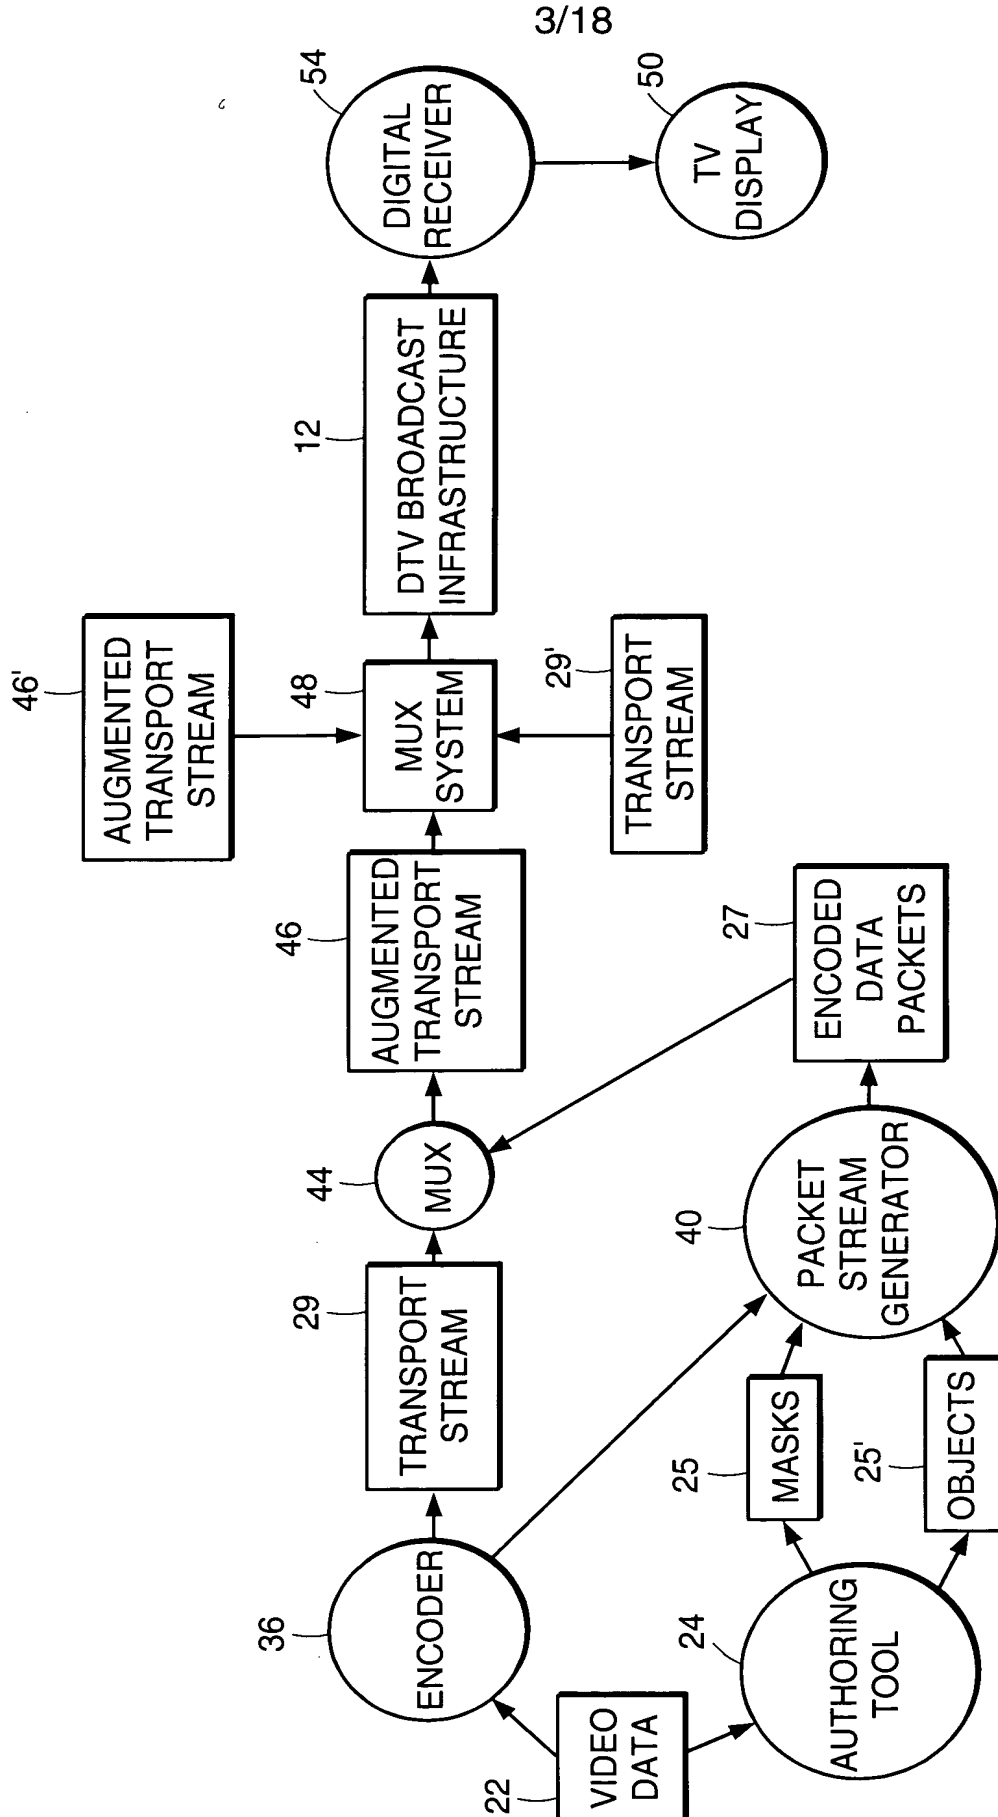 3/18
22
VIDEO
DATA
36
ENCODER
24
AUTHORING
TOOL
29
TRANSPORT
STREAM
25
MASKS
25'
OBJECTS
44
MUX
40
PACKET
STREAM
GENERATOR
27
ENCODED
DATA
PACKETS
46
AUGMENTED
TRANSPORT
STREAM
46'
AUGMENTED
TRANSPORT
STREAM
48
MUX
SYSTEM
29'
TRANSPORT
STREAM
12
DTV BROADCAST
INFRASTRUCTURE
54
DIGITAL
RECEIVER
50
TV
DISPLAY